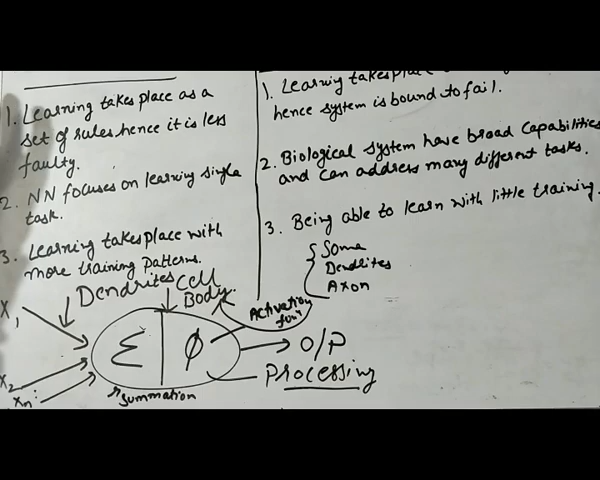 1. Learning takes place as a
set of rules hence it is less
faulty.
2. NN focuses on learning single
task.
3. Learning takes place with
more training patterns.
1. Learning takes place
hence system is bound to fail.
2. Biological system have broad capabilities
and can address many different tasks.
3. Being able to learn with little training.
Soma
Dendrites
Axon
Dendrites
Cell
Body
Activation
fun
X1
X2
Xn
Σ
φ
O/P
Processing
Summation